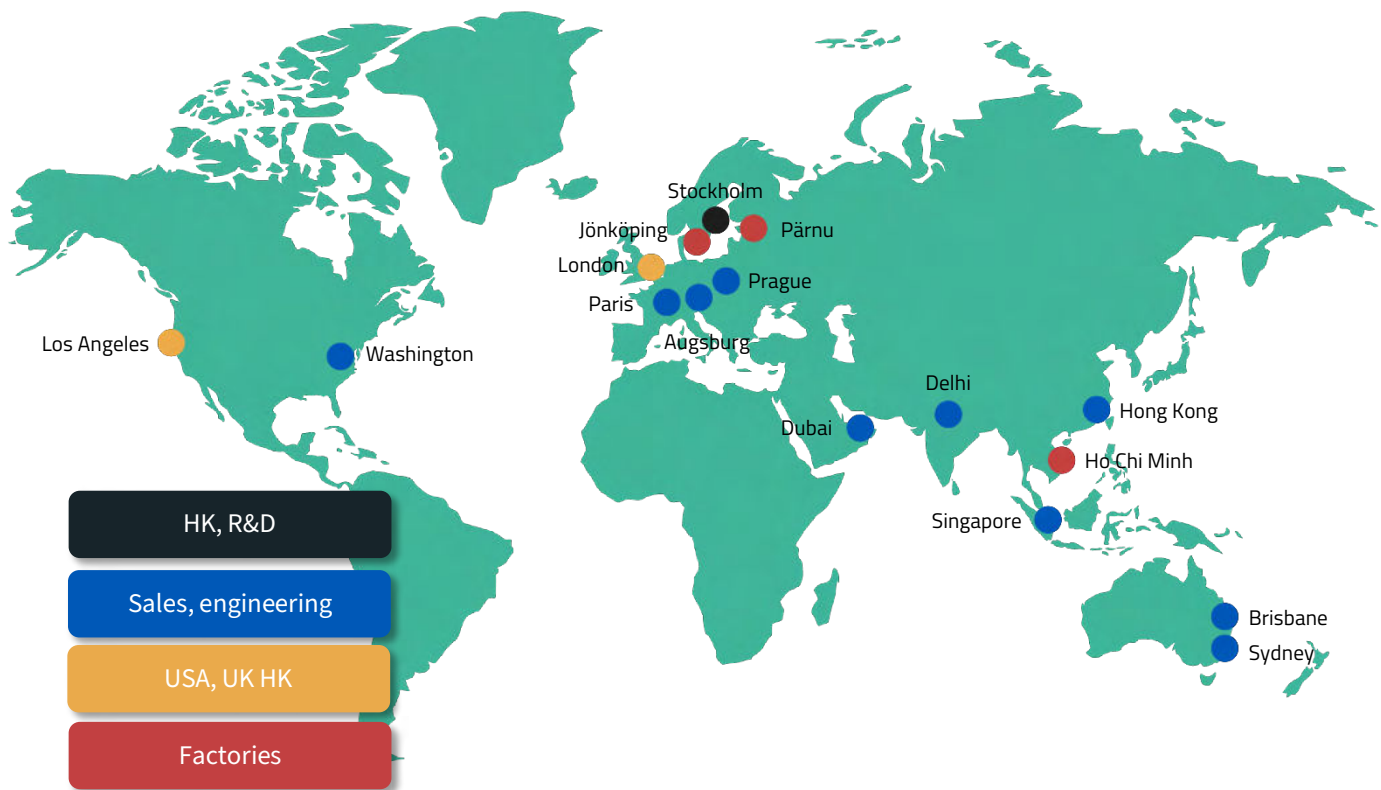 Stockholm
Jönköping
Pärnu
London
Prague
Paris
Augsburg
Los Angeles
Washington
Delhi
Hong Kong
Dubai
Ho Chi Minh
Singapore
HK, R&D
Sales, engineering
Brisbane
Sydney
USA, UK HK
Factories